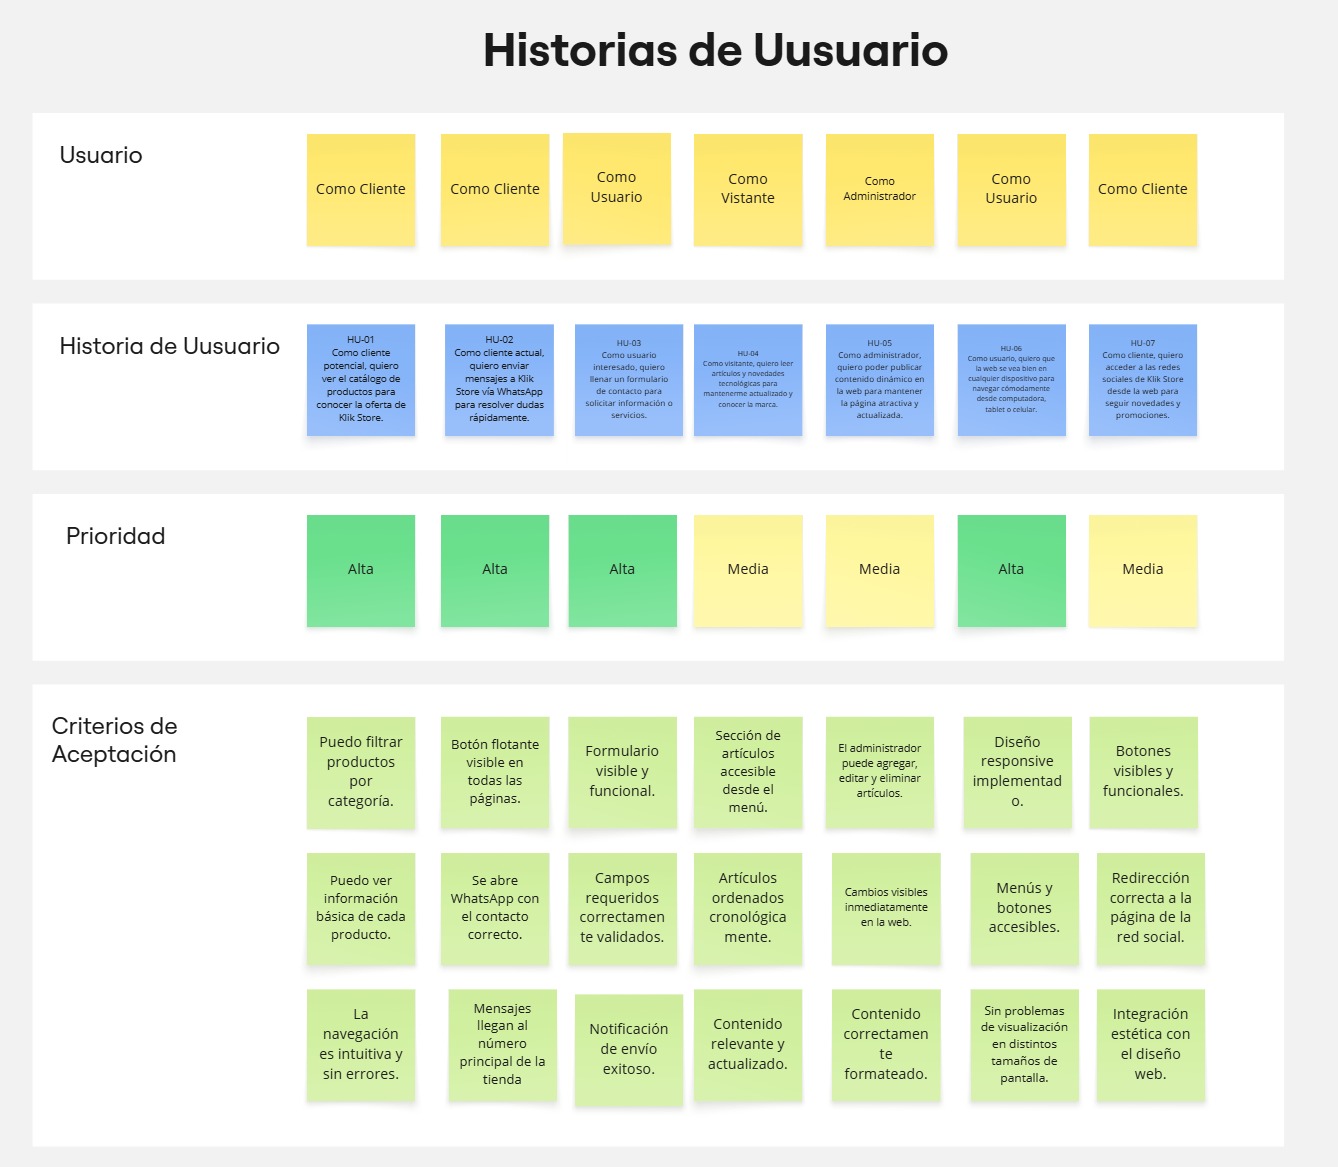 Historias de Uusuario
Usuario
Como Cliente
Como Cliente
Como
Usuario
Como
Vistante
Como
Administrador
Como
Usuario
Como Cliente
Historia de Uusuario
HU-01
Como cliente
potencial, quiero
ver el catálogo de
productos para
conocer la oferta de
Klik Store.
HU-02
Como cliente actual,
quiero enviar
mensajes a Klik
Store vía WhatsApp
para resolver dudas
rápidamente.
HU-03
Como usuario
interesado, quiero
llenar un formulario
de contacto para
solicitar información o
servicios.
HU-04
Como visitante, quiero leer
artículos y novedades
tecnológicas para
mantenerme actualizado y
conocer la marca.
HU-05
Como administrador,
quiero poder publicar
contenido dinámico en
la web para mantener
la página atractiva y
actualizada.
HU-06
Como usuario, quiero que
la web se vea bien en
cualquier dispositivo para
navegar cómodamente
desde computadora,
tablet o celular.
HU-07
Como cliente, quiero
acceder a las redes
sociales de Klik Store
desde la web para
seguir novedades y
promociones.
Prioridad
Alta
Alta
Alta
Media
Media
Alta
Media
Criterios de
Aceptación
Puedo filtrar
productos
por
categoría.
Botón flotante
visible en
todas las
páginas.
Formulario
visible y
funcional.
Sección de
artículos
accesible
desde el
menú.
El administrador
puede agregar,
editar y eliminar
artículos.
Diseño
responsive
implementad
o.
Botones
visibles y
funcionales.
Puedo ver
información
básica de cada
producto.
Se abre
WhatsApp con
el contacto
correcto.
Campos
requeridos
correctamen
te validados.
Artículos
ordenados
cronológica
mente.
Cambios visibles
inmediatamente
en la web.
Menús y
botones
accesibles.
Redirección
correcta a la
página de la
red social.
La
navegación
es intuitiva y
sin errores.
Mensajes
llegan al
número
principal de la
tienda
Notificación
de envío
exitoso.
Contenido
relevante y
actualizado.
Contenido
correctamen
te
formateado.
Sin problemas
de visualización
en distintos
tamaños de
pantalla.
Integración
estética con
el diseño
web.